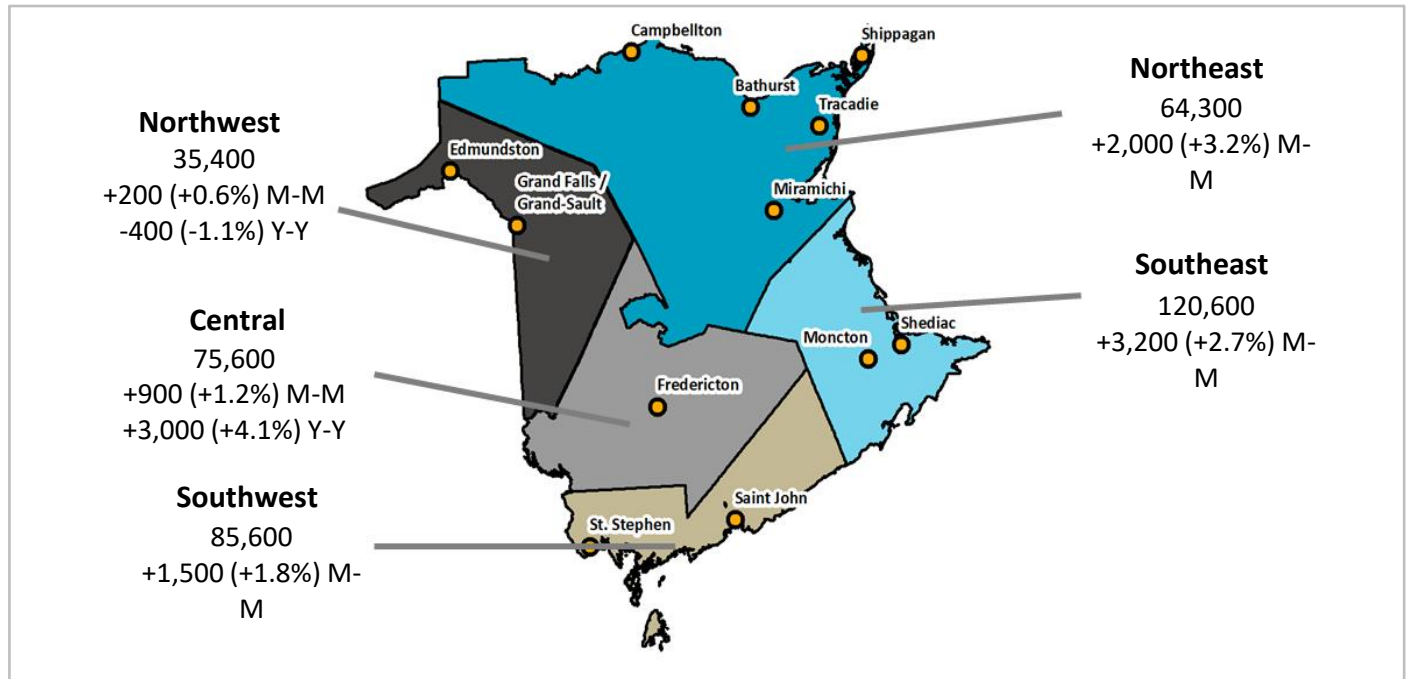 Northwest
35,400
+200 (+0.6%) M-M
-400 (-1.1%) Y-Y
Central
75,600
+900 (+1.2%) M-M
+3,000 (+4.1%) Y-Y
Southwest
85,600
+1,500 (+1.8%) M-
M
Campbellton
Shippagan
Bathurst
Tracadie
Edmundston
Grand Falls /
Grand-Sault
Miramichi
Shediac
Moncton
Fredericton
Saint John
St. Stephen
Northeast
64,300
+2,000 (+3.2%) M-
M
Southeast
120,600
+3,200 (+2.7%) M-
M